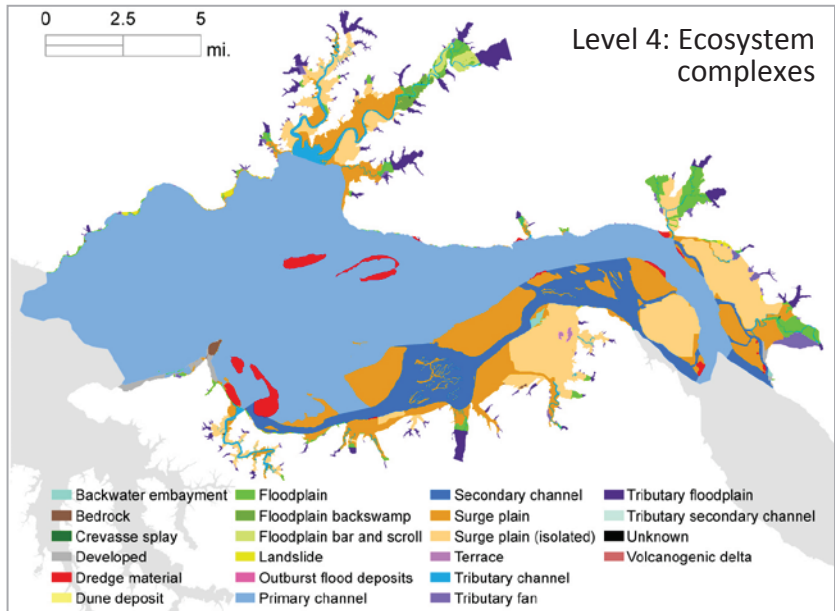 0 2.5 5
mi.
Level 4: Ecosystem
complexes
Backwater embayment
Bedrock
Crevasse splay
Developed
Dredge material
Dune deposit
Floodplain
Floodplain backswamp
Floodplain bar and scroll
Landslide
Outburst flood deposits
Primary channel
Secondary channel
Surge plain
Surge plain (isolated)
Terrace
Tributary channel
Tributary fan
Tributary floodplain
Tributary secondary channel
Unknown
Volcanogenic delta